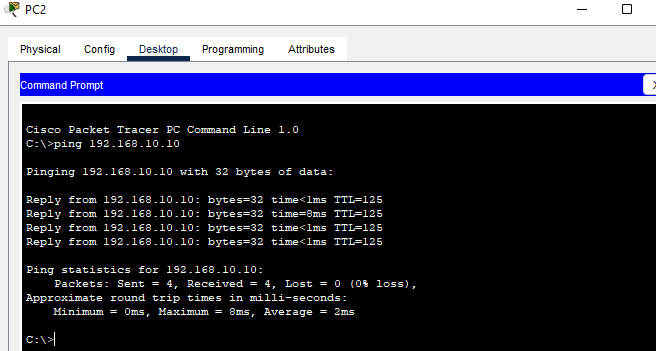 PC2
Physical Config Desktop Programming Attributes
Command Prompt
Cisco Packet Tracer PC Command Line 1.0
C:\>ping 192.168.10.10
Pinging 192.168.10.10 with 32 bytes of data:
Reply from 192.168.10.10: bytes=32 time<1ms TTL=125
Reply from 192.168.10.10: bytes=32 time=8ms TTL=125
Reply from 192.168.10.10: bytes=32 time<1ms TTL=125
Reply from 192.168.10.10: bytes=32 time<1ms TTL=125
Ping statistics for 192.168.10.10:
    Packets: Sent = 4, Received = 4, Lost = 0 (0% loss),
Approximate round trip times in milli-seconds:
    Minimum = 0ms, Maximum = 8ms, Average = 2ms
C:\>